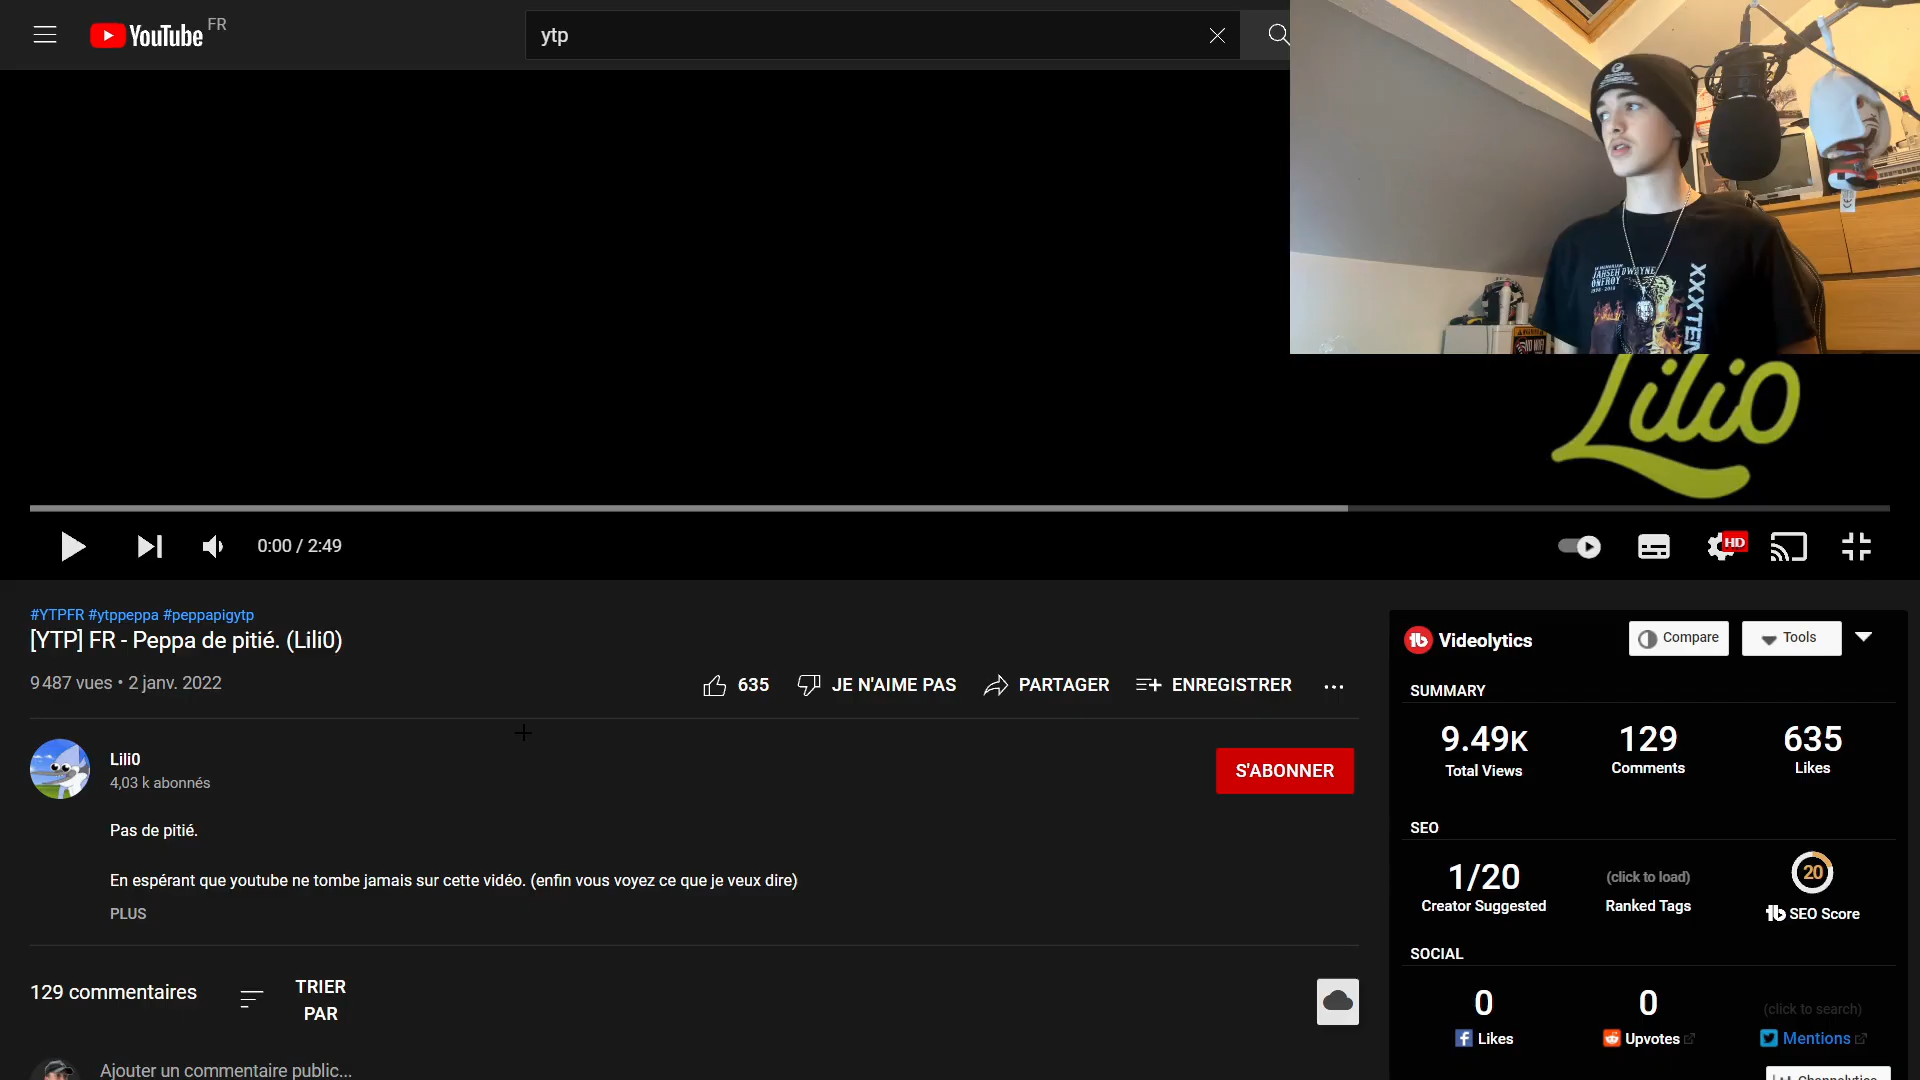 YouTube FR
ytp
JAHSEH DWAYNE
ONFROY
XXXTEN
Lili0
0:00 / 2:49
HD
#YTPFR #ytppeppa #peppapigytp
[YTP] FR - Peppa de pitié. (Lili0)
9 487 vues • 2 janv. 2022
635
JE N'AIME PAS
PARTAGER
ENREGISTRER
...
Lili0
4,03 k abonnés
S'ABONNER
Pas de pitié.
En espérant que youtube ne tombe jamais sur cette vidéo. (enfin vous voyez ce que je veux dire)
PLUS
129 commentaires
TRIER
PAR
Ajouter un commentaire public...
tb Videolytics
Compare
Tools
SUMMARY
9.49K
Total Views
129
Comments
635
Likes
SEO
1/20
Creator Suggested
(click to load)
Ranked Tags
20
tb SEO Score
SOCIAL
0
f Likes
0
Upvotes
(click to search)
Mentions